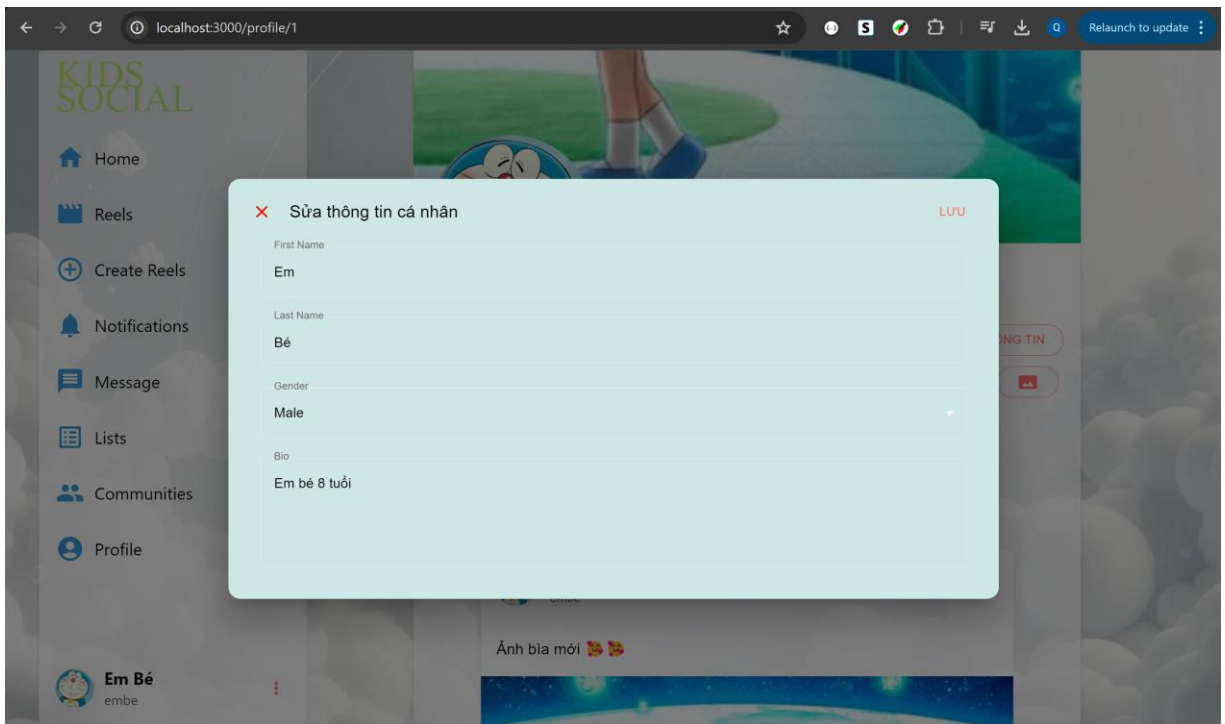 localhost:3000/profile/1
S
Q
Relaunch to update
KIDS
SOCIAL
Home
Reels
Create Reels
Notifications
Message
Lists
Communities
Profile
Em Bé
embe
Sửa thông tin cá nhân
LƯU
First Name
Em
Last Name
Bé
Gender
Male
Bio
Em bé 8 tuổi
TIN
embe
Ảnh bìa mới 🥰 🥰